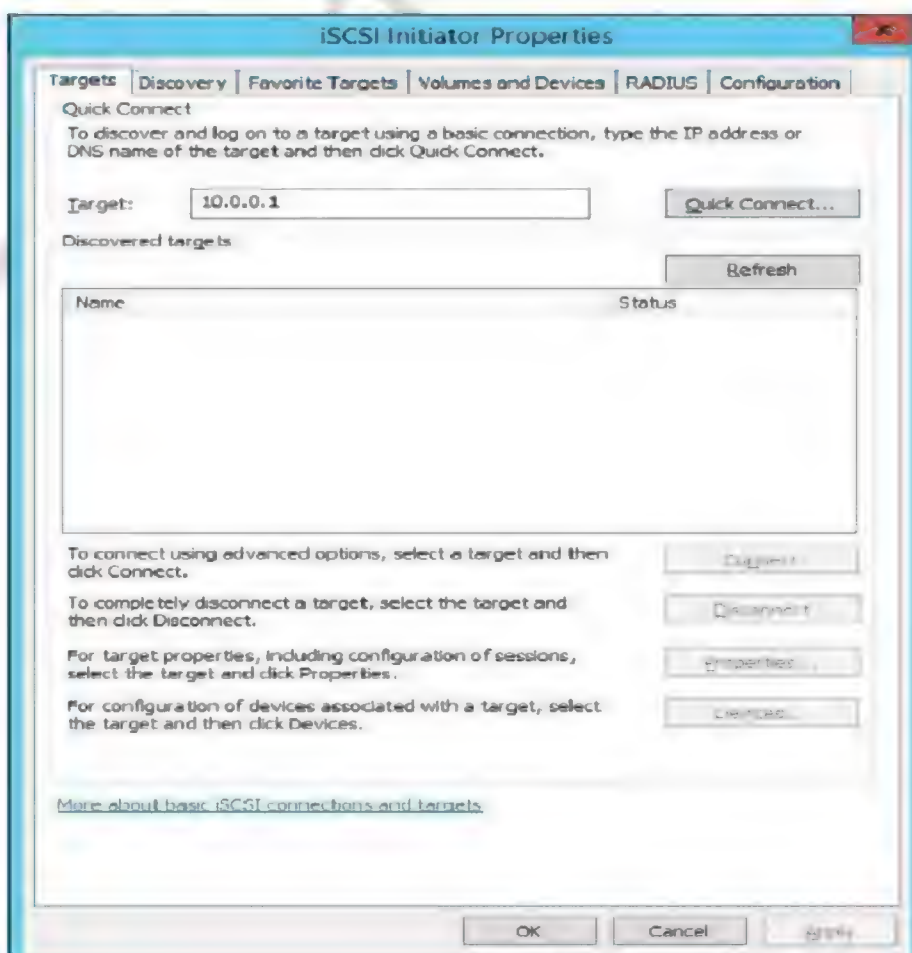 iSCSI Initiator Properties
Targets Discovery Favorite Targets Volumes and Devices RADIUS Configuration
Quick Connect
To discover and log on to a target using a basic connection, type the IP address or
DNS name of the target and then click Quick Connect.
Target: 10.0.0.1 Quick Connect...
Discovered targets
Refresh
Name Status
To connect using advanced options, select a target and then
click Connect.
Connect
To completely disconnect a target, select the target and
then click Disconnect.
Disconnect
For target properties, including configuration of sessions,
select the target and click Properties.
Properties...
For configuration of devices associated with a target, select
the target and then click Devices.
Devices...
More about basic iSCSI connections and targets
OK Cancel Apply